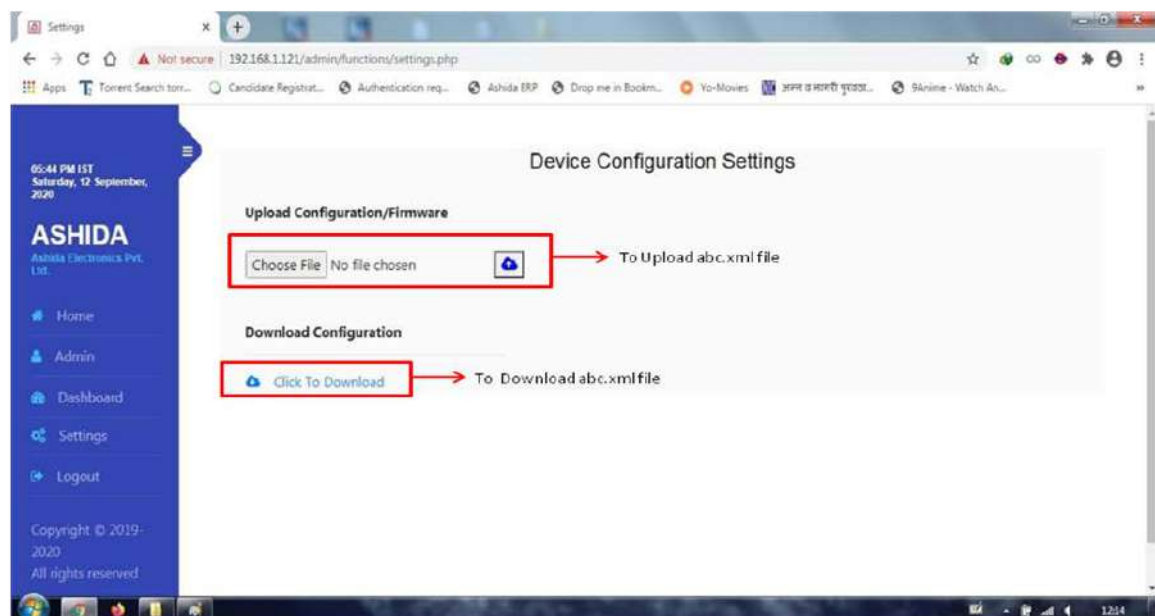 Settings
Not secure 192.168.1.121/admin/functions/settings.php
Apps Torrent Search torr... Candidate Registrat... Authentication req... Ashida ERP Drop me in Bookm... Yo-Movies 9Anime - Watch An...
05:44 PM IST
Saturday, 12 September,
2020
ASHIDA
Ashida Electronics Pvt.
Ltd.
Home
Admin
Dashboard
Settings
Logout
Copyright © 2019-
2020
All rights reserved
Device Configuration Settings
Upload Configuration/Firmware
Choose File No file chosen
To Upload abc.xml file
Download Configuration
Click To Download
To Download abc.xml file
12:14